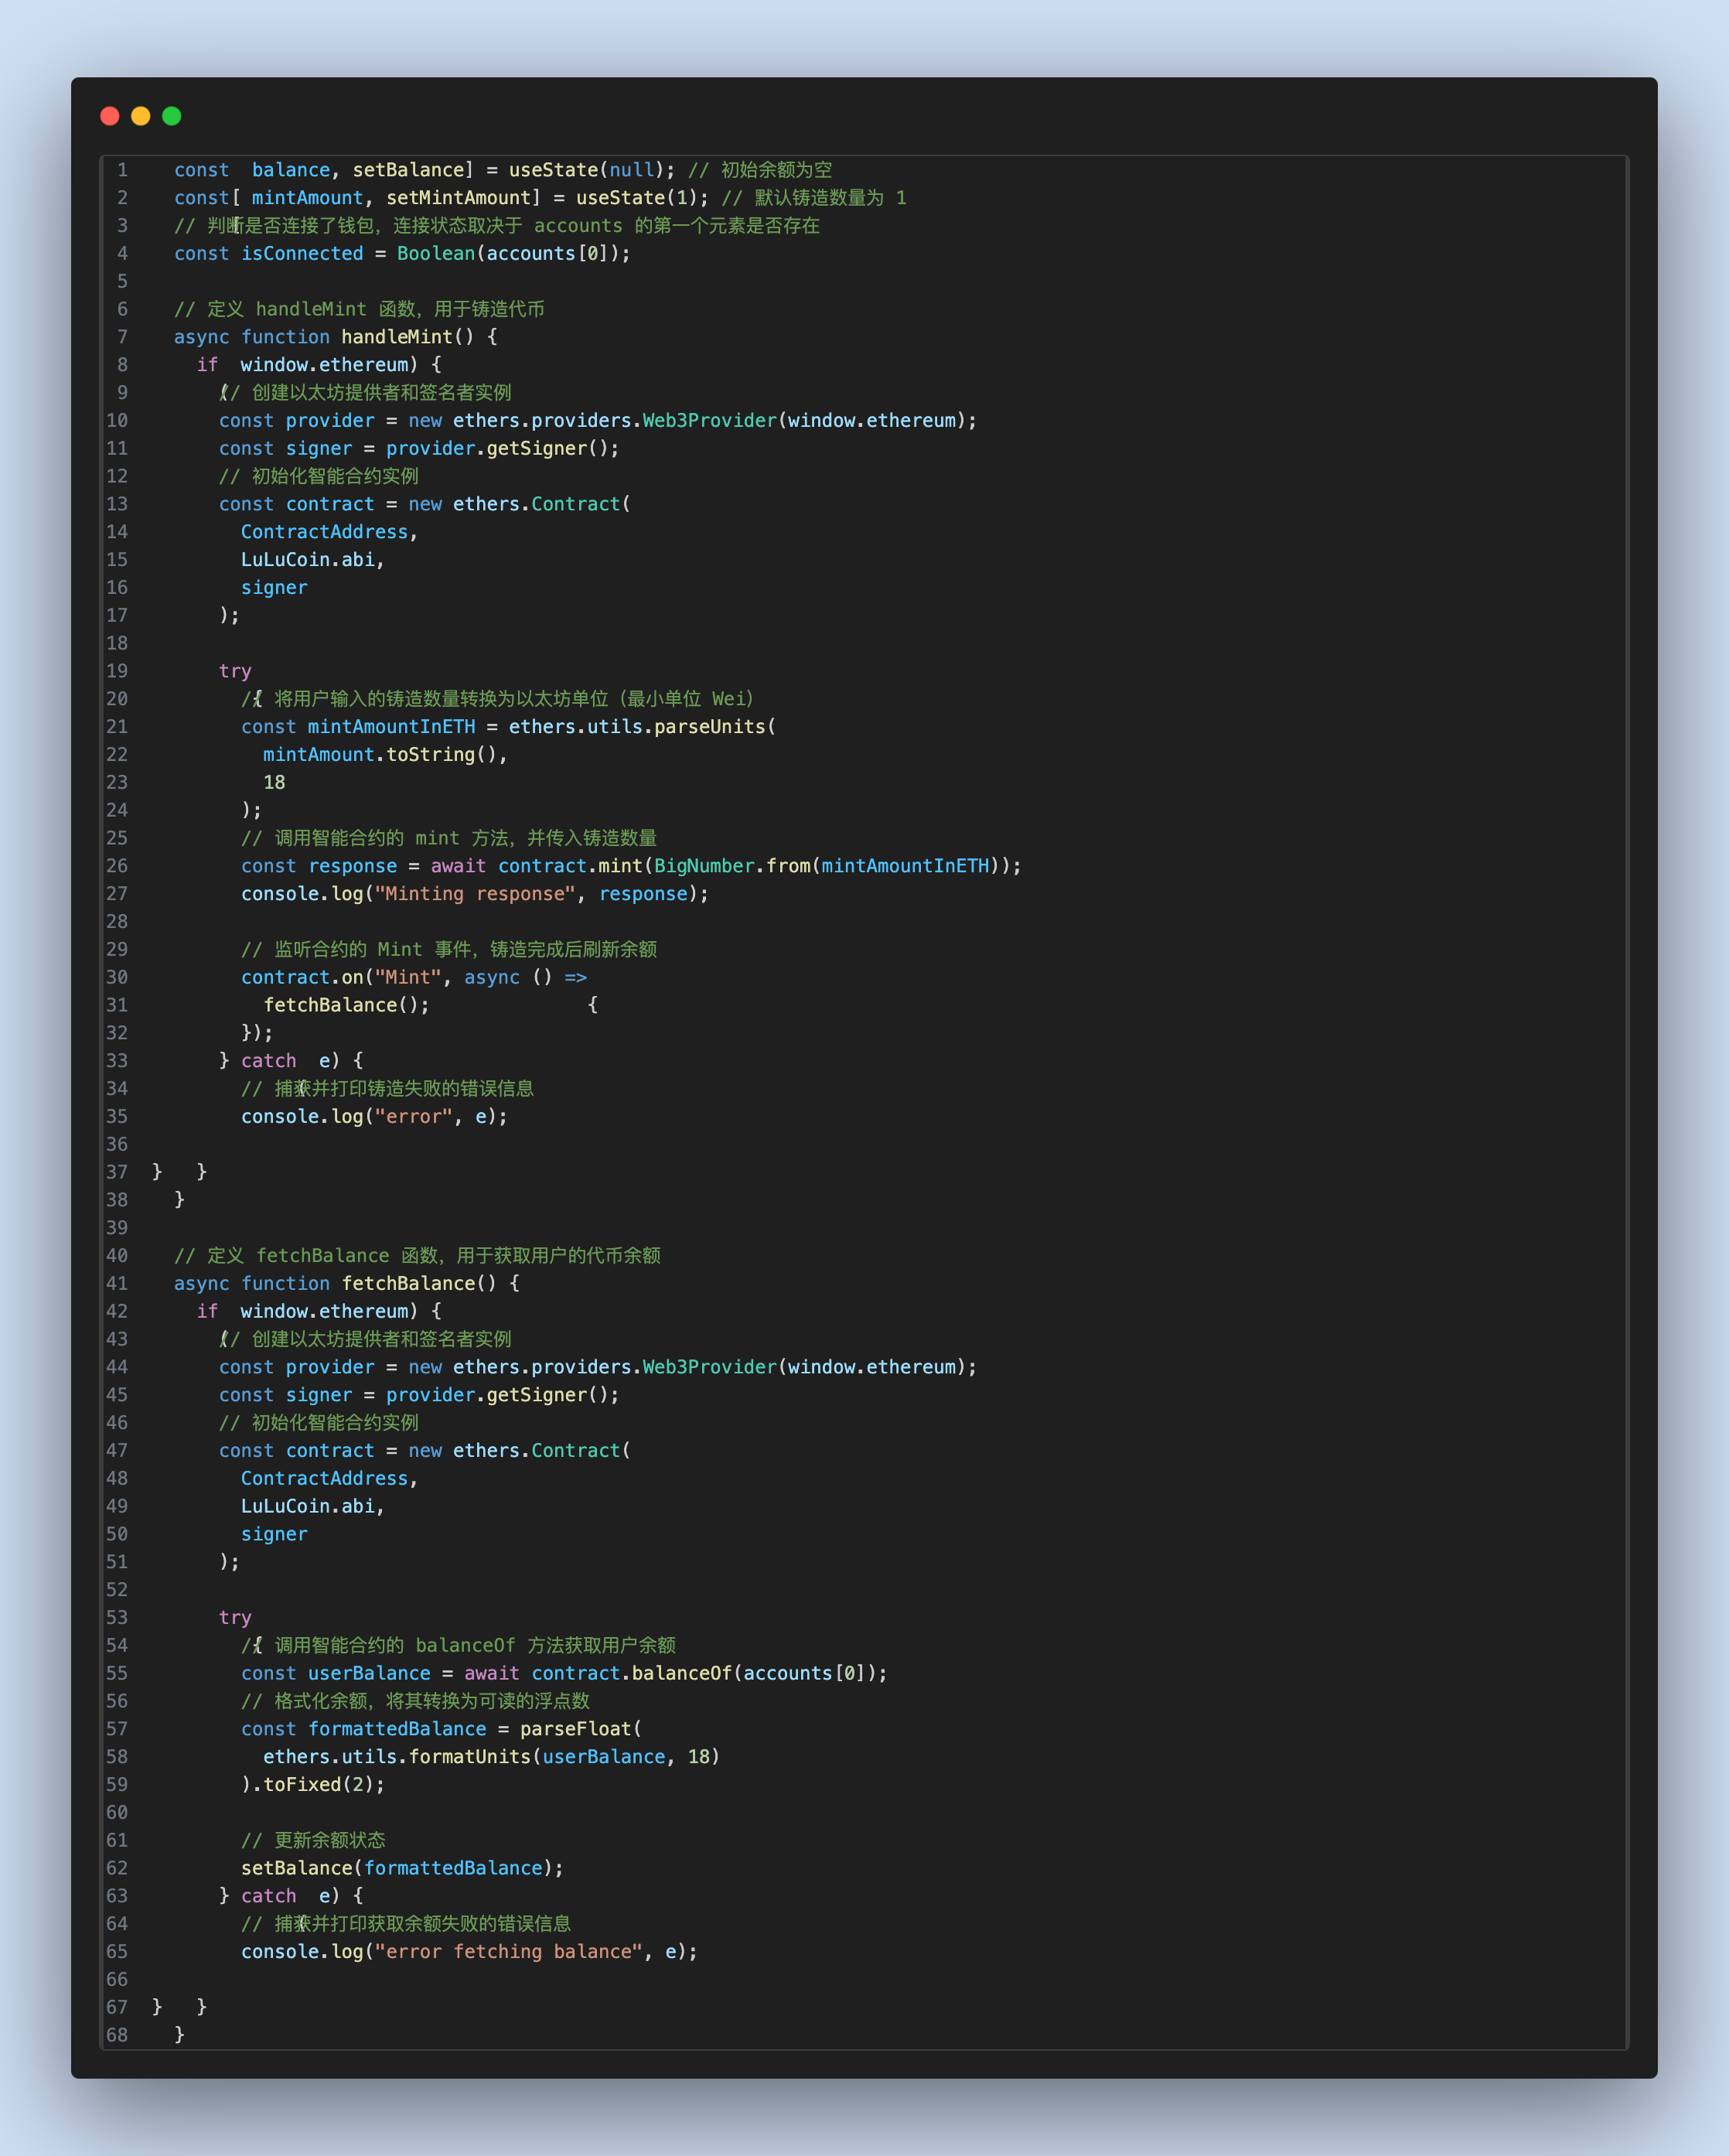 1 const  balance, setBalance] = useState(null); // 初始余额为空
2 const[ mintAmount, setMintAmount] = useState(1); // 默认铸造数量为 1
3 // 判断[是否连接了钱包，连接状态取决于 accounts 的第一个元素是否存在
4 const isConnected = Boolean(accounts[0]);
5
6 // 定义 handleMint 函数，用于铸造代币
7 async function handleMint() {
8 if  window.ethereum) {
9 (// 创建以太坊提供者和签名者实例
10 const provider = new ethers.providers.Web3Provider(window.ethereum);
11 const signer = provider.getSigner();
12 // 初始化智能合约实例
13 const contract = new ethers.Contract(
14 ContractAddress,
15 LuLuCoin.abi,
16 signer
17 );
18
19 try
20 //{ 将用户输入的铸造数量转换为以太坊单位（最小单位 Wei）
21 const mintAmountInETH = ethers.utils.parseUnits(
22 mintAmount.toString(),
23 18
24 );
25 // 调用智能合约的 mint 方法，并传入铸造数量
26 const response = await contract.mint(BigNumber.from(mintAmountInETH));
27 console.log("Minting response", response);
28
29 // 监听合约的 Mint 事件，铸造完成后刷新余额
30 contract.on("Mint", async () =>
31 fetchBalance(); {
32 });
33 } catch  e) {
34 // 捕获(并打印铸造失败的错误信息
35 console.log("error", e);
36
37 } }
38 }
39
40 // 定义 fetchBalance 函数，用于获取用户的代币余额
41 async function fetchBalance() {
42 if  window.ethereum) {
43 (// 创建以太坊提供者和签名者实例
44 const provider = new ethers.providers.Web3Provider(window.ethereum);
45 const signer = provider.getSigner();
46 // 初始化智能合约实例
47 const contract = new ethers.Contract(
48 ContractAddress,
49 LuLuCoin.abi,
50 signer
51 );
52
53 try
54 //{ 调用智能合约的 balanceOf 方法获取用户余额
55 const userBalance = await contract.balanceOf(accounts[0]);
56 // 格式化余额，将其转换为可读的浮点数
57 const formattedBalance = parseFloat(
58 ethers.utils.formatUnits(userBalance, 18)
59 ).toFixed(2);
60
61 // 更新余额状态
62 setBalance(formattedBalance);
63 } catch  e) {
64 // 捕获(并打印获取余额失败的错误信息
65 console.log("error fetching balance", e);
66
67 } }
68 }